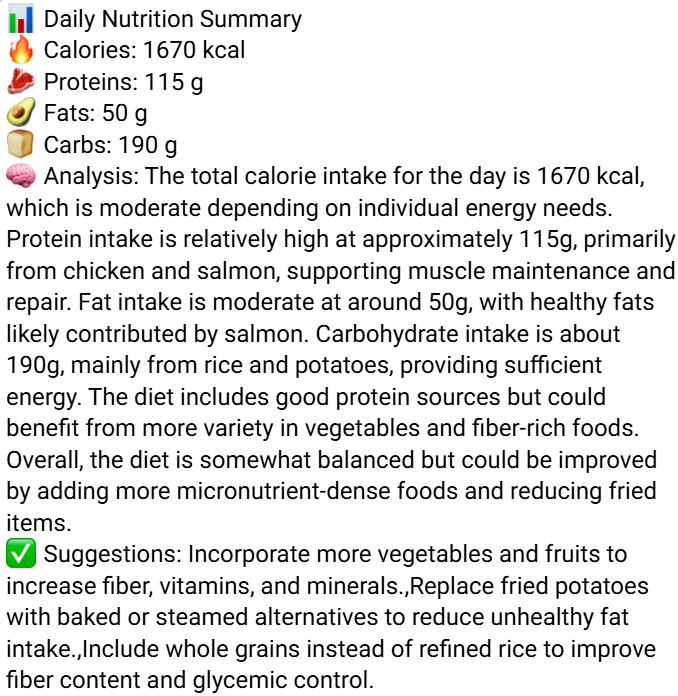 📊 Daily Nutrition Summary
🔥 Calories: 1670 kcal
🥩 Proteins: 115 g
🥑 Fats: 50 g
🍞 Carbs: 190 g
🧠 Analysis: The total calorie intake for the day is 1670 kcal,
which is moderate depending on individual energy needs.
Protein intake is relatively high at approximately 115g, primarily
from chicken and salmon, supporting muscle maintenance and
repair. Fat intake is moderate at around 50g, with healthy fats
likely contributed by salmon. Carbohydrate intake is about
190g, mainly from rice and potatoes, providing sufficient
energy. The diet includes good protein sources but could
benefit from more variety in vegetables and fiber-rich foods.
Overall, the diet is somewhat balanced but could be improved
by adding more micronutrient-dense foods and reducing fried
items.
✅ Suggestions: Incorporate more vegetables and fruits to
increase fiber, vitamins, and minerals.,Replace fried potatoes
with baked or steamed alternatives to reduce unhealthy fat
intake.,Include whole grains instead of refined rice to improve
fiber content and glycemic control.